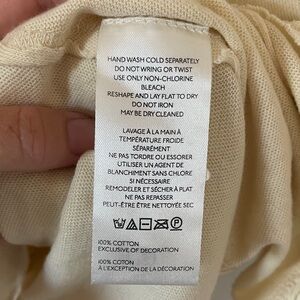 HAND WASH COLD SEPARATELY
DO NOT WRING OR TWIST
USE ONLY NON-CHLORINE
BLEACH
RESHAPE AND LAY FLAT TO DRY
DO NOT IRON
MAY BE DRY CLEANED
LAVAGE À LA MAIN À
TEMPÉRATURE FROIDE
SÉPARÉMENT
NE PAS TORDRE OU ESSORER
UTILISER UN AGENT DE
BLANCHIMENT SANS CHLORE
SI NÉCESSAIRE
REMODELER ET SÉCHER À PLAT
NE PAS REPASSER
PEUT-ÊTRE ÊTRE NETTOYÉ SEC
100% COTTON
EXCLUSIVE OF DECORATION
100% COTON
À L'EXCEPTION DE LA DÉCORATION